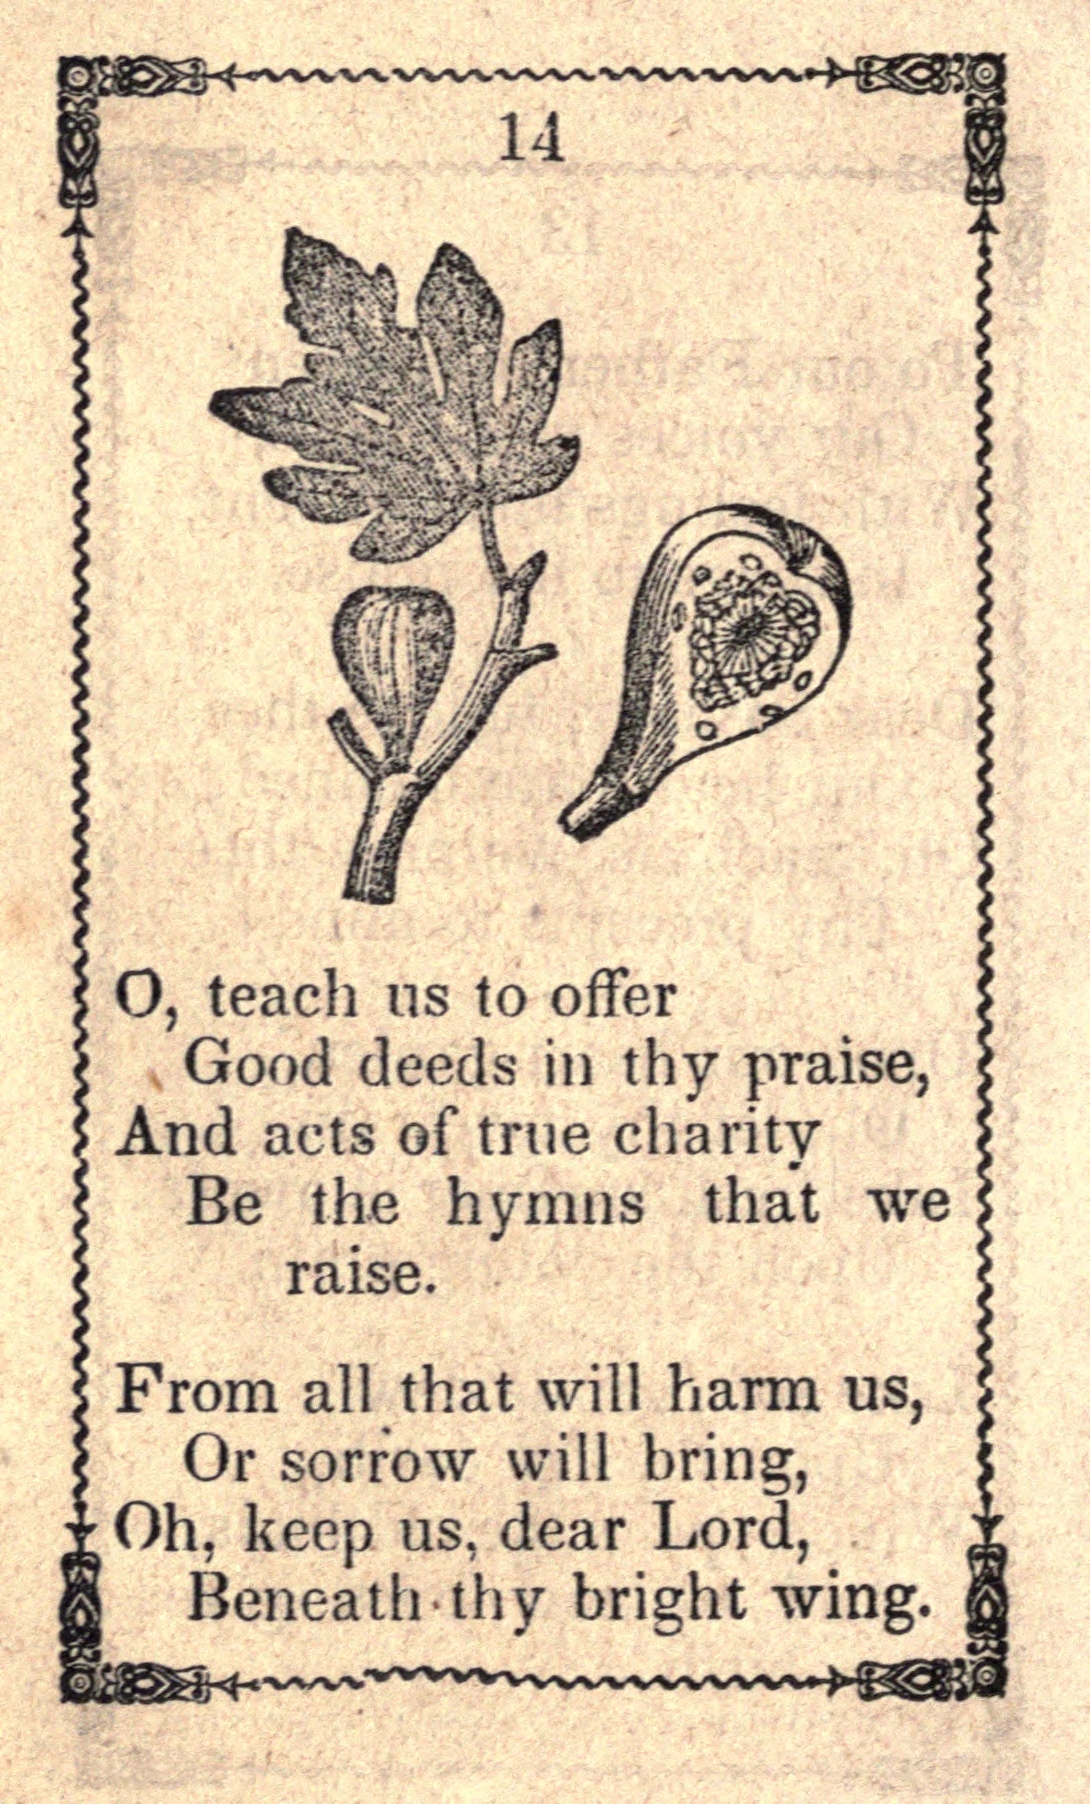 14
O, teach us to offer
Good deeds in thy praise,
And acts of true charity
Be the hymns that we
raise.
From all that will harm us,
Or sorrow will bring,
Oh, keep us, dear Lord,
Beneath thy bright wing.